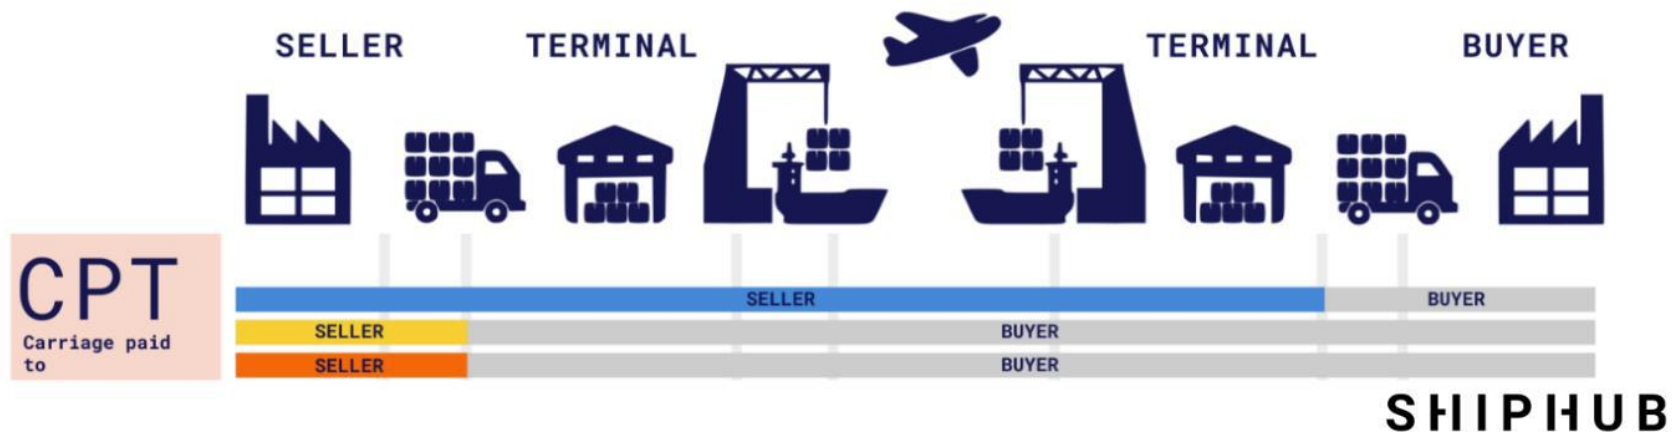 SELLER TERMINAL TERMINAL BUYER
CPT
Carriage paid
to
SELLER BUYER
SELLER BUYER
SELLER BUYER
SHIPHUB